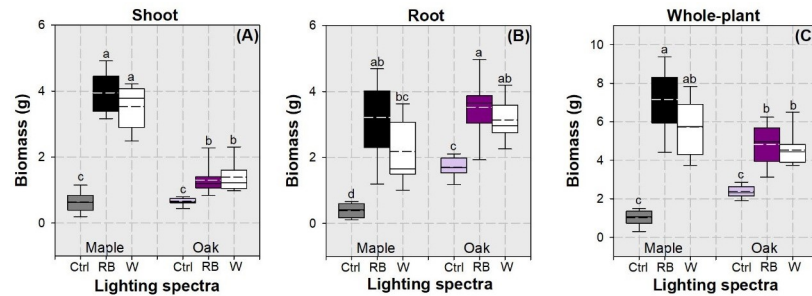 Shoot
(A)
Biomass (g)
6
4
2
0
c
a
a
c
b
b
Maple
Oak
Ctrl RB W Ctrl RB W
Lighting spectra
Root
(B)
Biomass (g)
6
4
2
0
d
ab
bc
c
a
ab
Maple
Oak
Ctrl RB W Ctrl RB W
Lighting spectra
Whole-plant
(C)
Biomass (g)
10
8
6
4
2
0
c
a
ab
c
b
b
Maple
Oak
Ctrl RB W Ctrl RB W
Lighting spectra